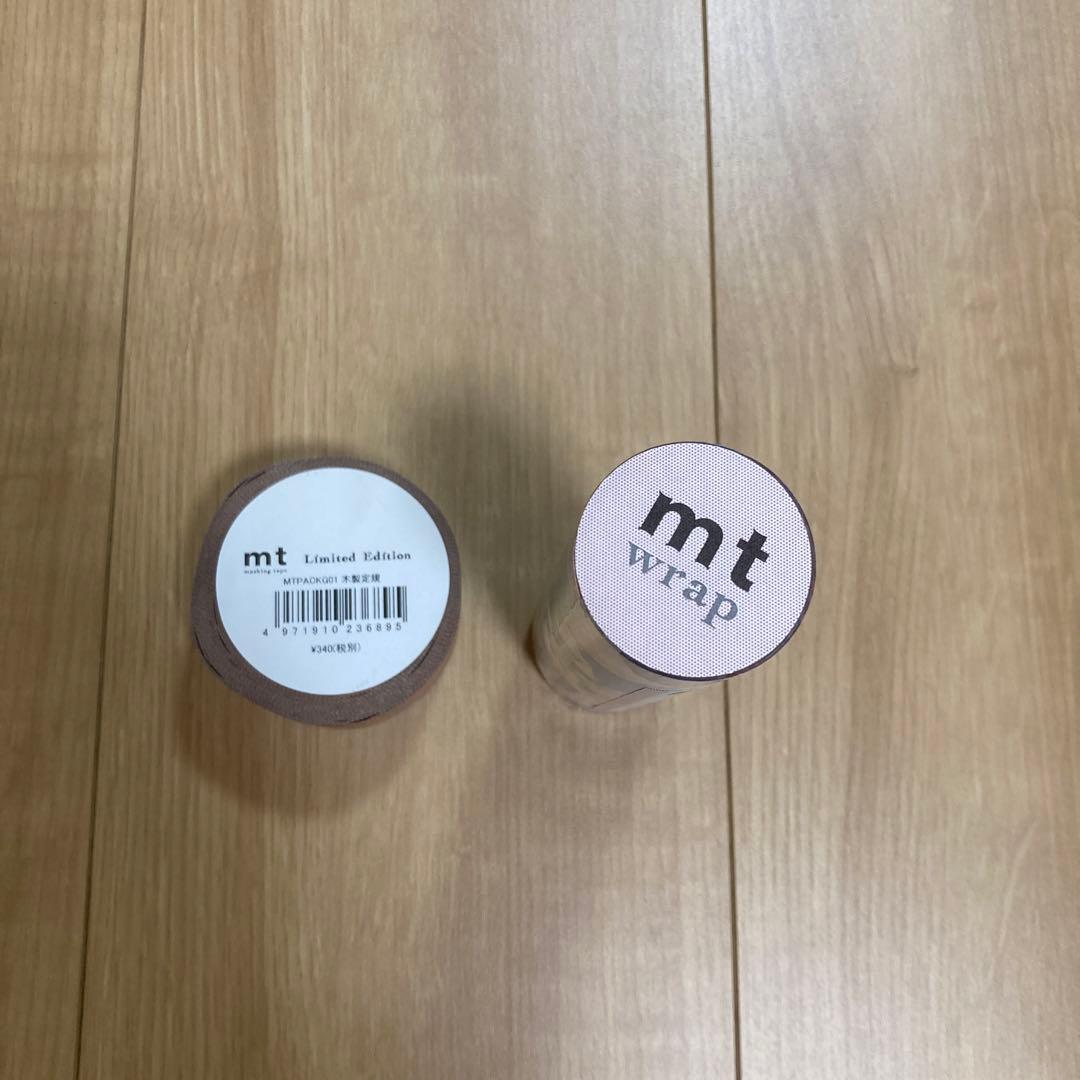 mt Limited Edition
masking tape
MTPACKG01 木製定規
4 971910 236895
¥340(税別)
mt
wrap